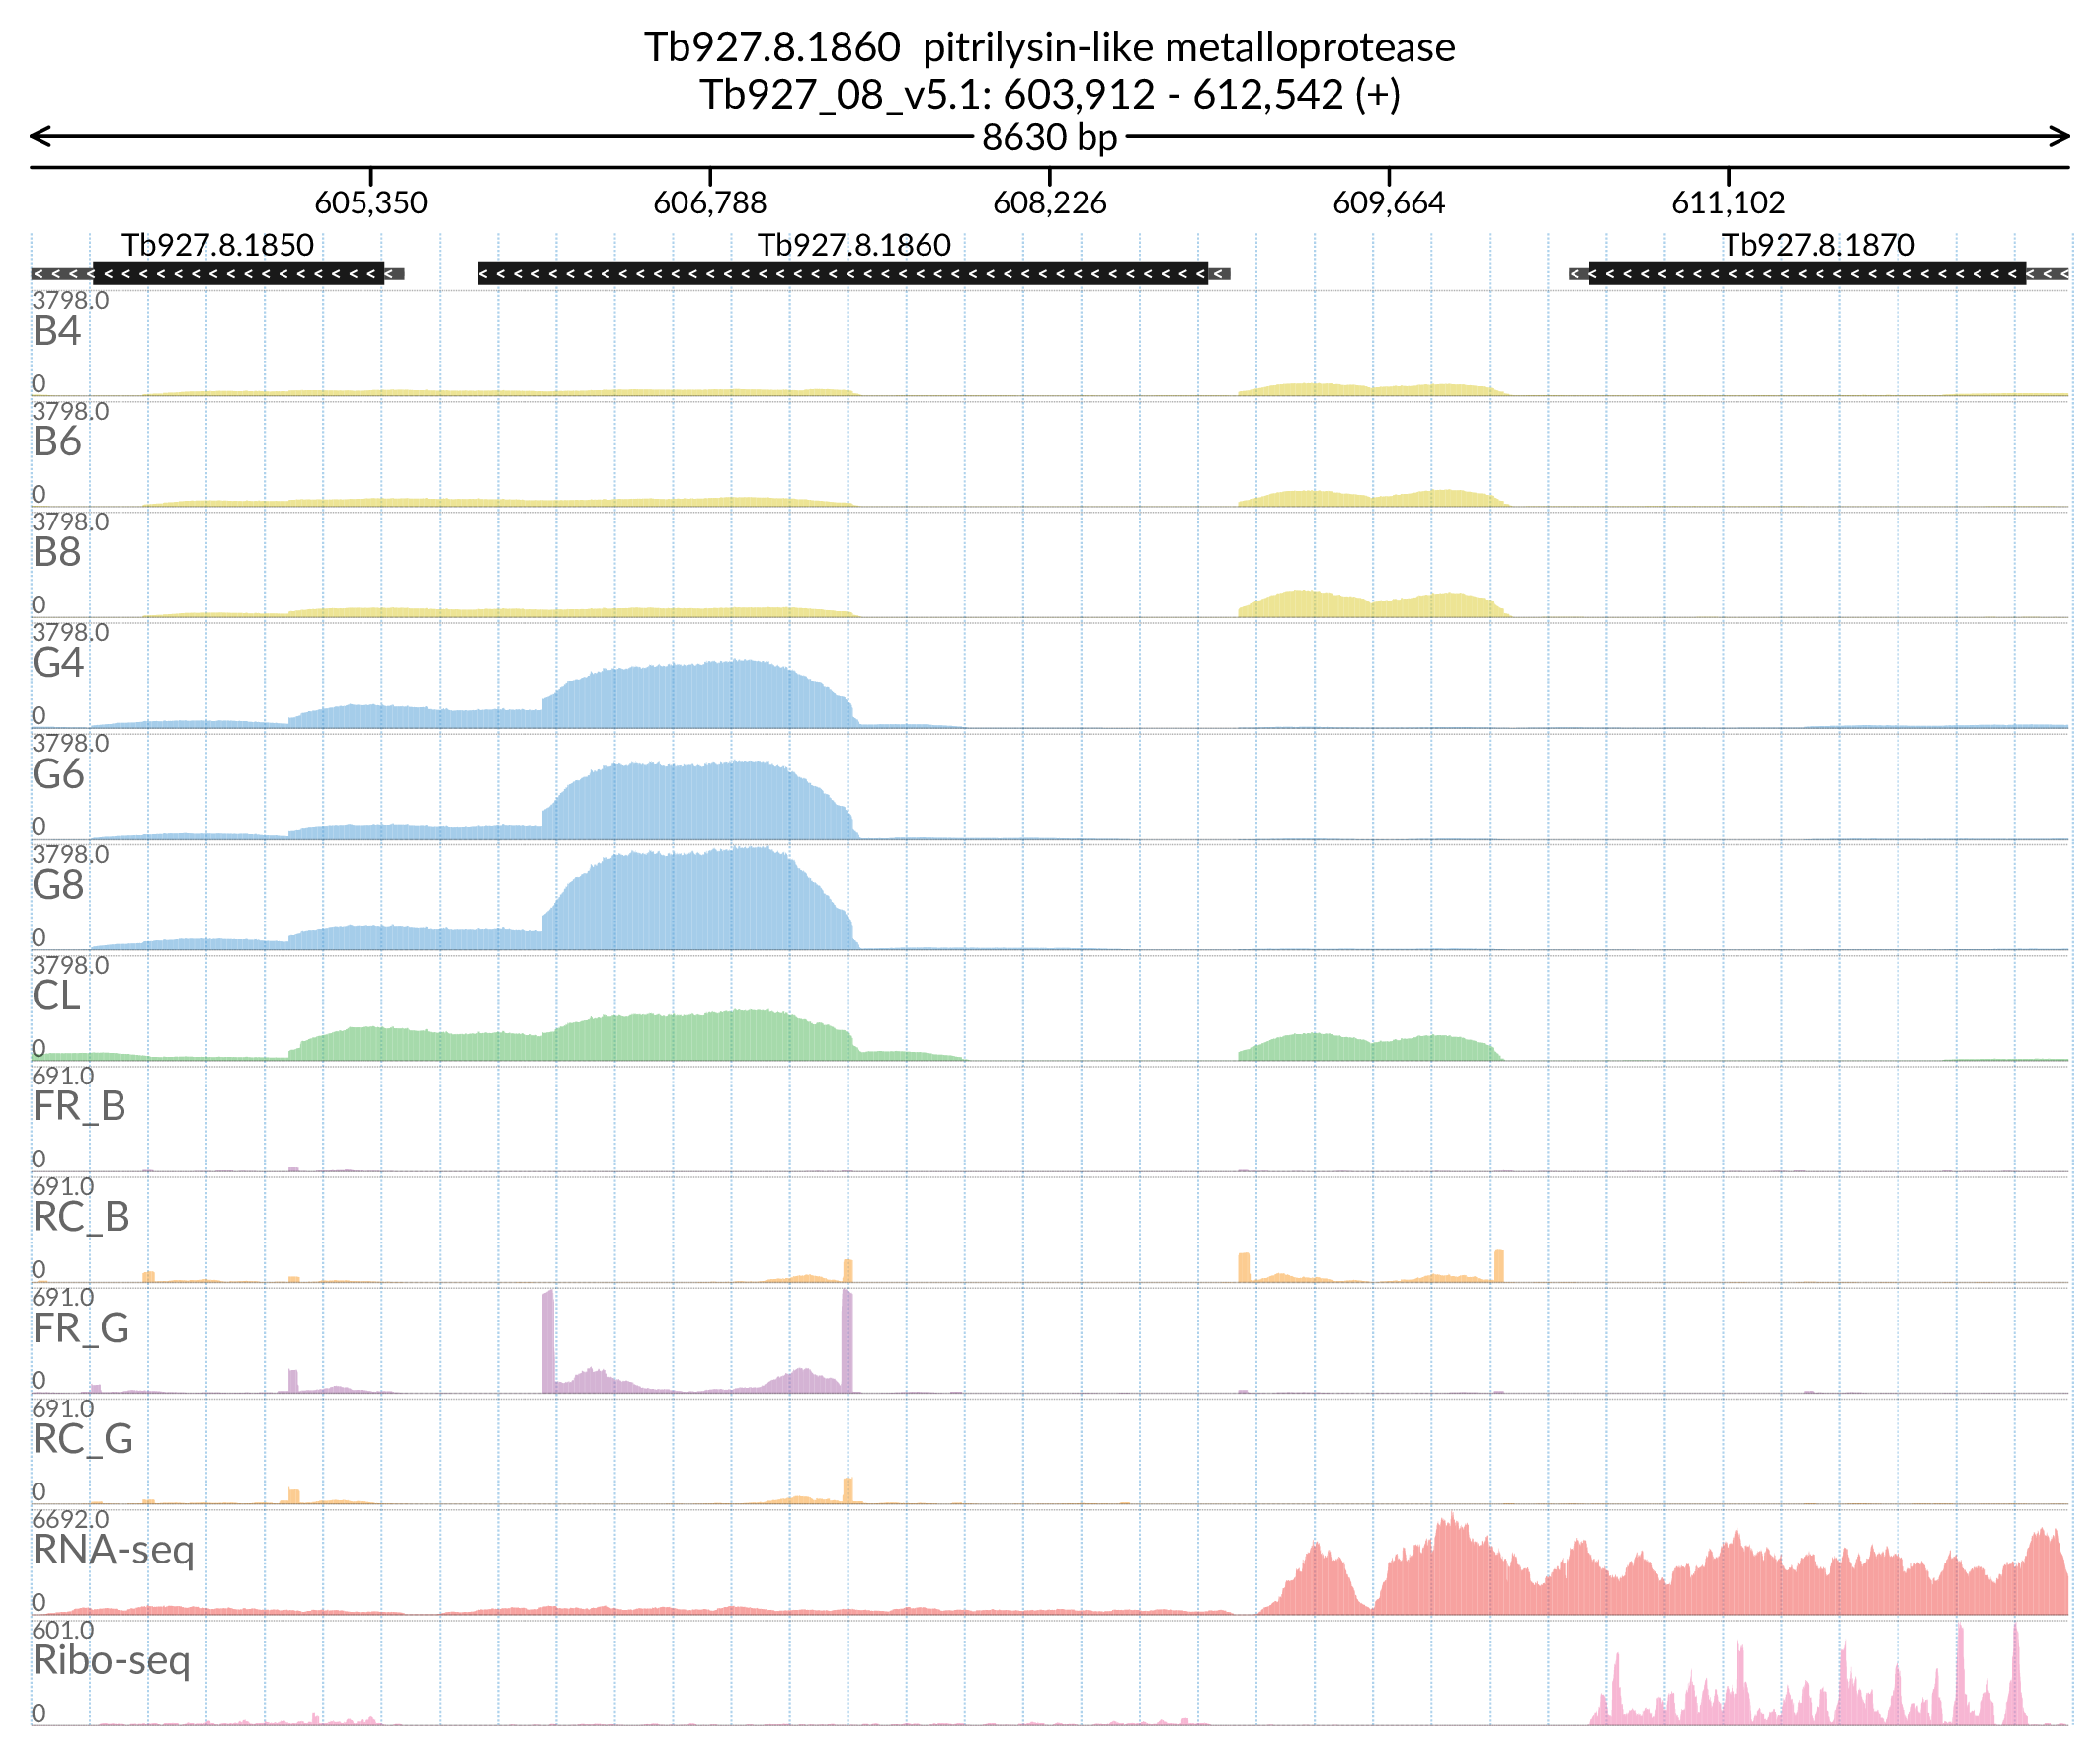 Tb927.8.1860 pitrilysin-like metalloprotease
Tb927_08_v5.1: 603,912 - 612,542 (+)
8630 bp
605,350 606,788 608,226 609,664 611,102
Tb927.8.1850 Tb927.8.1860 Tb927.8.1870
3798.0
B4
0
3798.0
B6
0
3798.0
B8
0
3798.0
G4
0
3798.0
G6
0
3798.0
G8
0
3798.0
CL
0
691.0
FR_B
0
691.0
RC_B
0
691.0
FR_G
0
691.0
RC_G
0
6692.0
RNA-seq
0
601.0
Ribo-seq
0